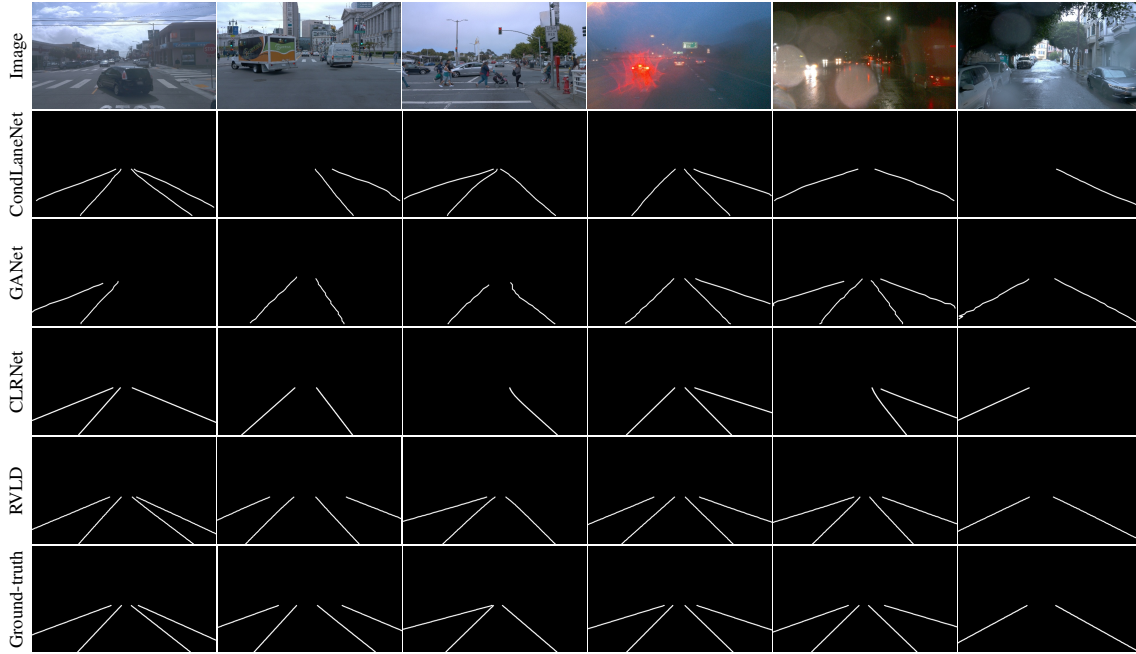 Image
CondLaneNet
GANet
CLRNet
RVLD
Ground-truth